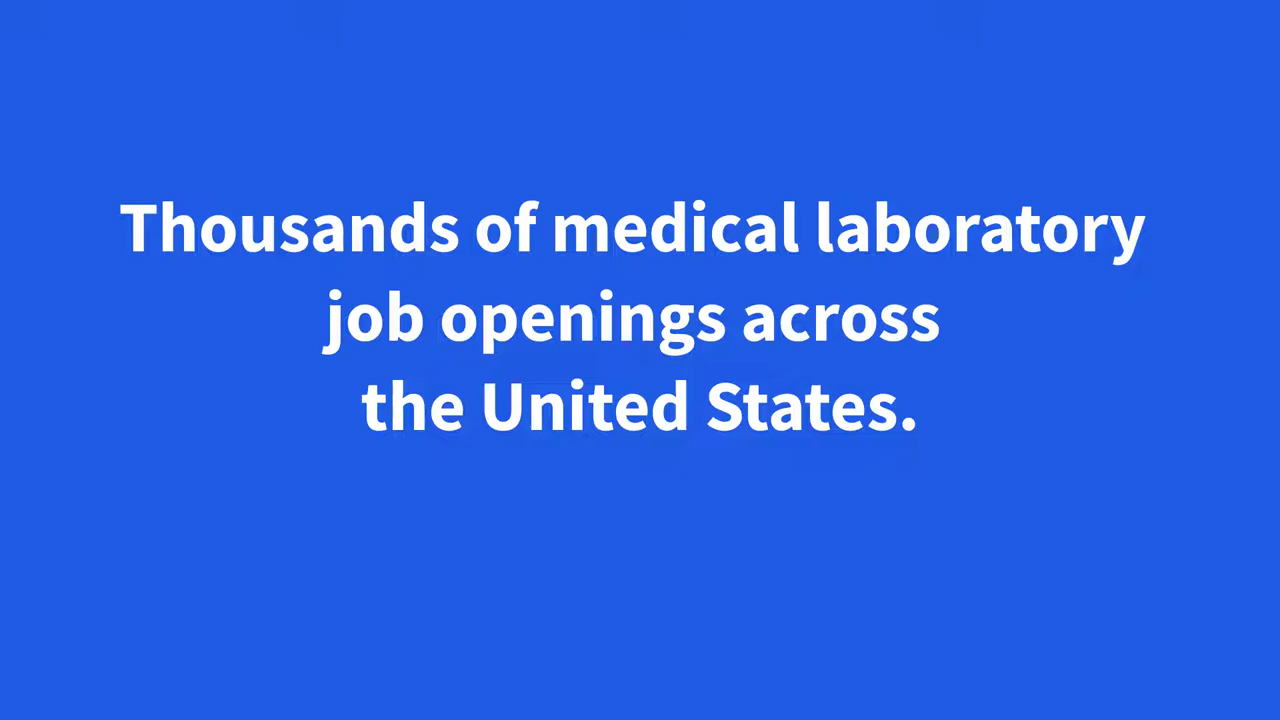 Thousands of medical laboratory
job openings across
the United States.